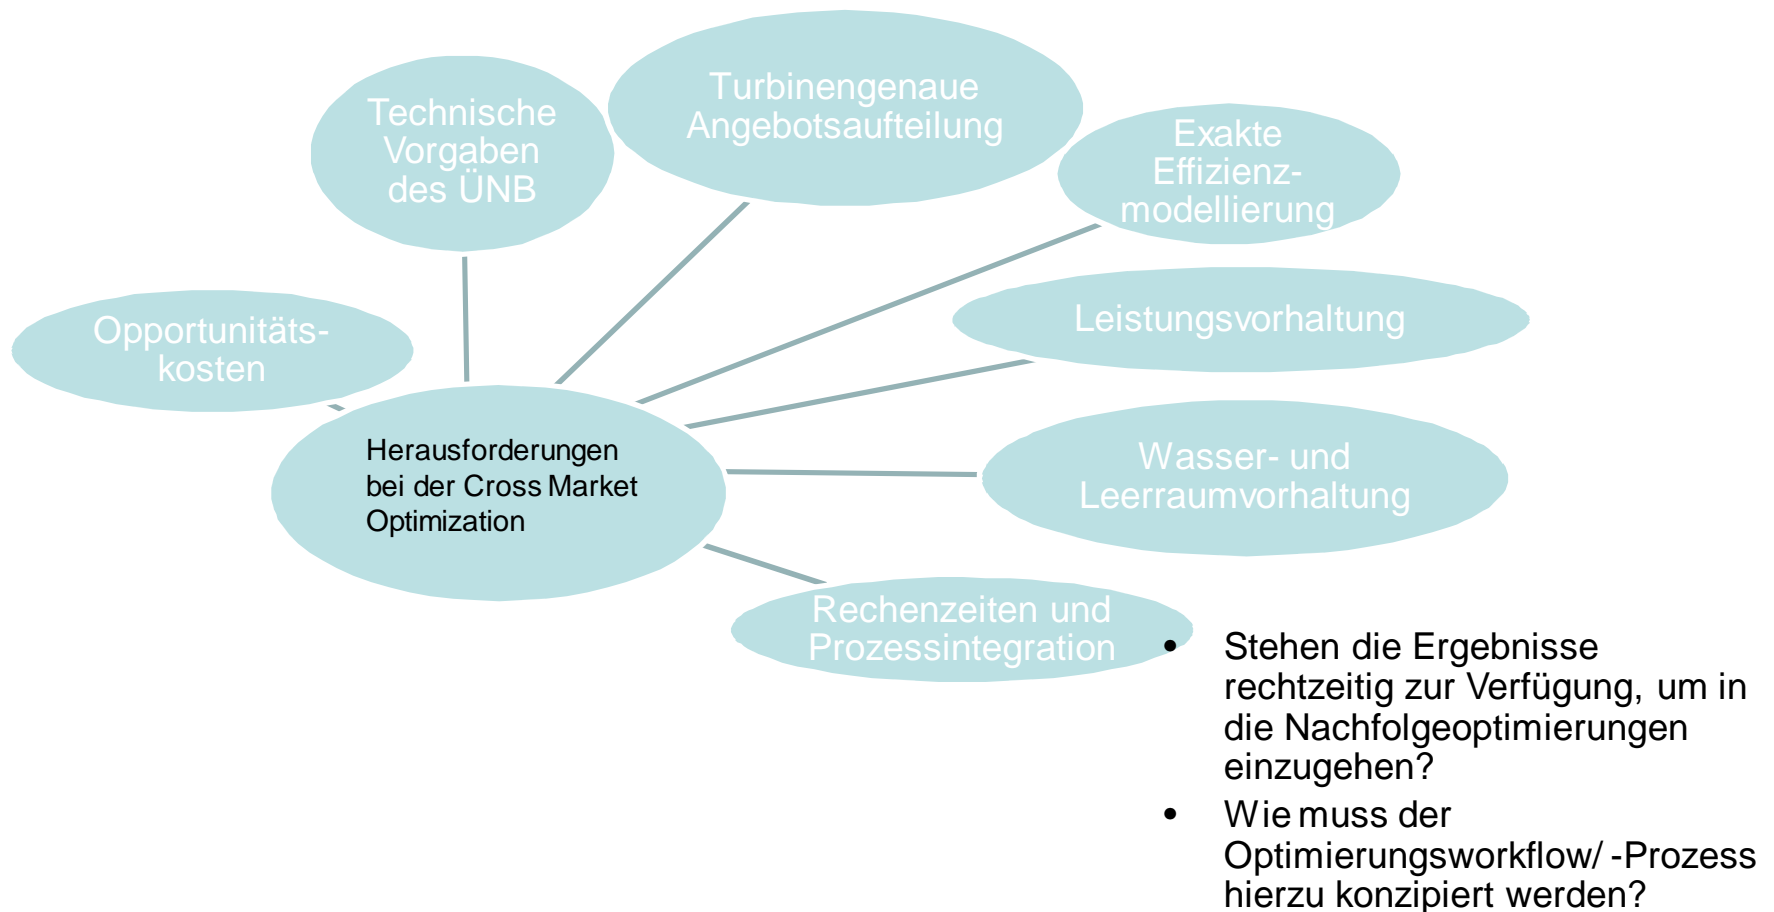 Technische
Vorgaben
des ÜNB
Turbinengenaue
Angebotsaufteilung
Exakte
Effizienz-
modellierung
Opportunitäts-
kosten
Leistungsvorhaltung
Herausforderungen
bei der Cross Market
Optimization
Wasser- und
Leerraumvorhaltung
Rechenzeiten und
Prozessintegration
• Stehen die Ergebnisse
rechtzeitig zur Verfügung, um in
die Nachfolgeoptimierungen
einzugehen?
• Wie muss der
Optimierungsworkflow/ -Prozess
hierzu konzipiert werden?